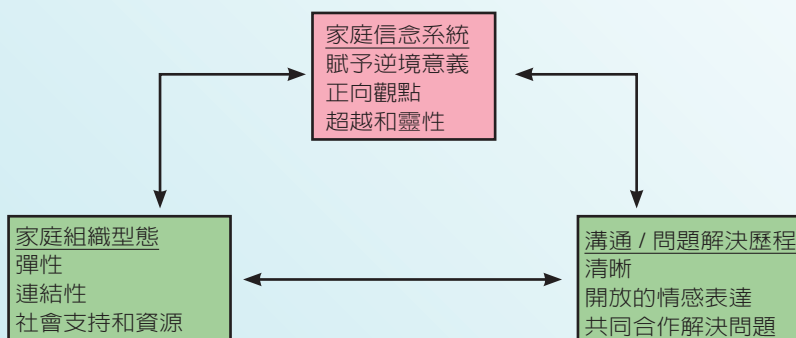 家庭信念系統
賦予逆境意義
正向觀點
超越和靈性
家庭組織型態
彈性
連結性
社會支持和資源
溝通 / 問題解決歷程
清晰
開放的情感表達
共同合作解決問題